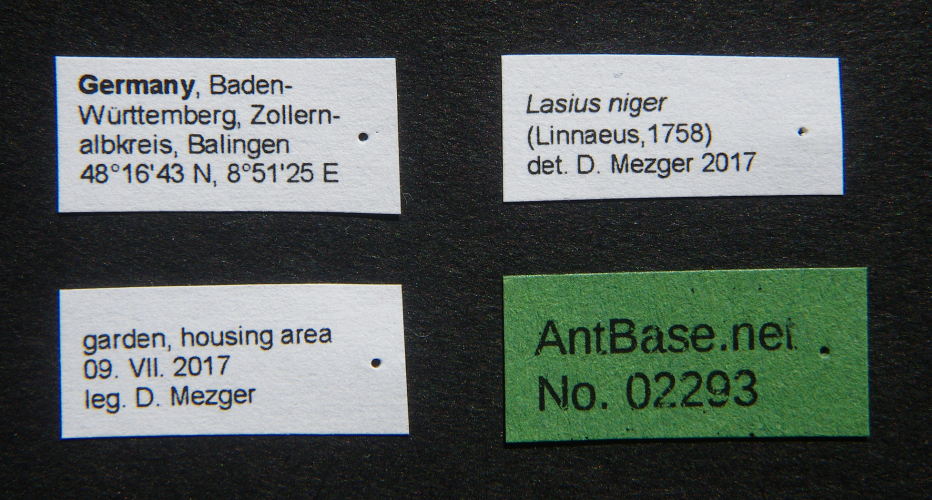 Germany, Baden-
Württemberg, Zollern-
albkreis, Balingen
48°16'43 N, 8°51'25 E
Lasius niger
(Linnaeus,1758)
det. D. Mezger 2017
garden, housing area
09. VII. 2017
leg. D. Mezger
AntBase.net
No. 02293